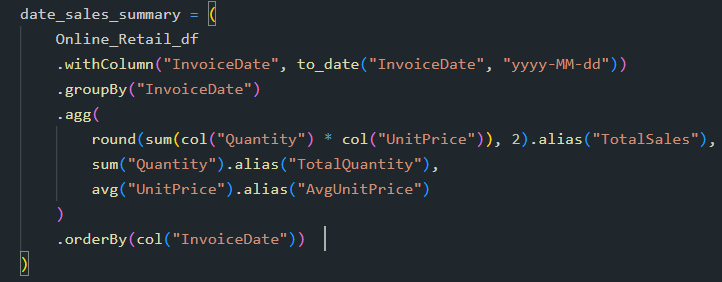 date_sales_summary = (
    Online_Retail_df
    .withColumn("InvoiceDate", to_date("InvoiceDate", "yyyy-MM-dd"))
    .groupBy("InvoiceDate")
    .agg(
        round(sum(col("Quantity") * col("UnitPrice")), 2).alias("TotalSales"),
        sum("Quantity").alias("TotalQuantity"),
        avg("UnitPrice").alias("AvgUnitPrice")
    )
    .orderBy(col("InvoiceDate"))
)